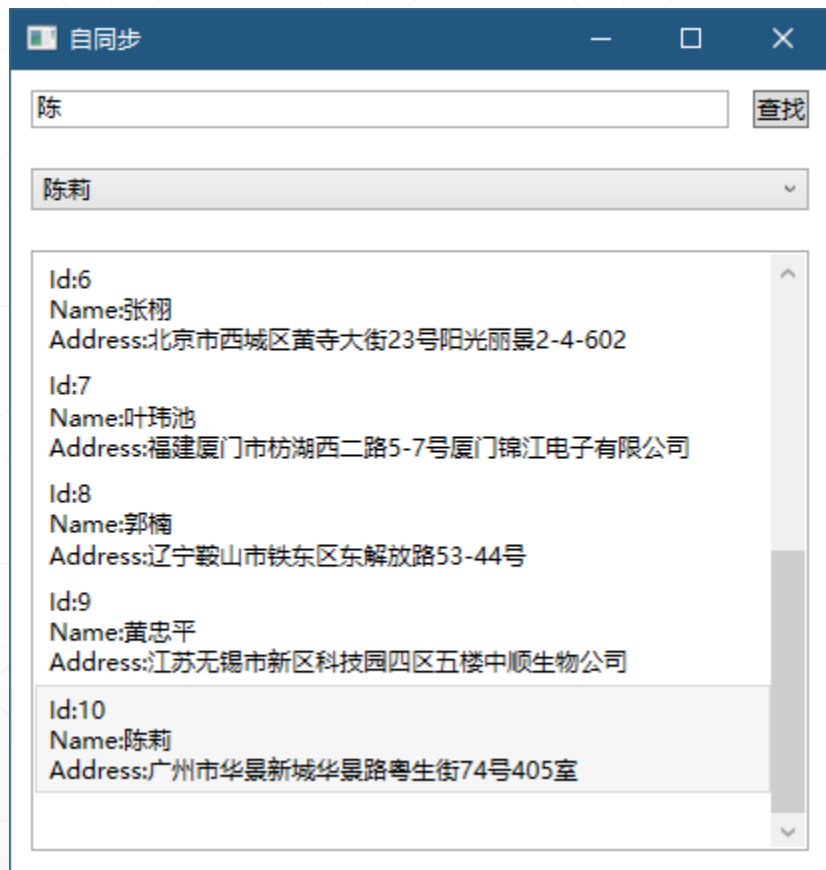 自同步
陈
查找
陈莉
Id:6
Name:张栩
Address:北京市西城区黄寺大街23号阳光丽景2-4-602
Id:7
Name:叶玮池
Address:福建厦门市枋湖西二路5-7号厦门锦江电子有限公司
Id:8
Name:郭楠
Address:辽宁鞍山市铁东区东解放路53-44号
Id:9
Name:黄忠平
Address:江苏无锡市新区科技园四区五楼中顺生物公司
Id:10
Name:陈莉
Address:广州市华景新城华景路粤生街74号405室